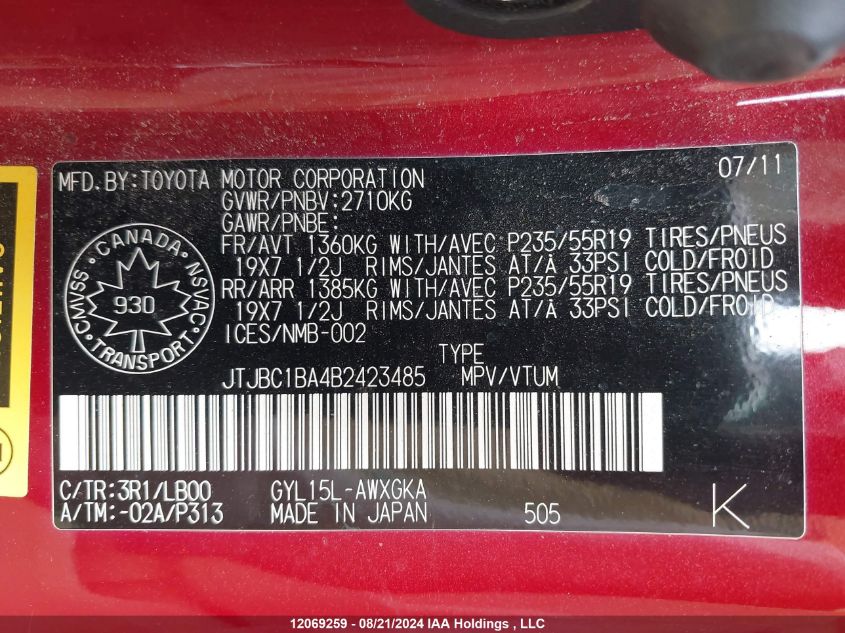 MFD.BY:TOYOTA MOTOR CORPORATION 07/11
GVWR/PNBV:2710KG
GAWR/PNBE:
FR/AVT 1360KG WITH/AVEC P235/55R19 TIRES/PNEUS
19X7 1/2J RIMS/JANTES AT/À 33PSI COLD/FROID
RR/ARR 1385KG WITH/AVEC P235/55R19 TIRES/PNEUS
19X7 1/2J RIMS/JANTES AT/À 33PSI COLD/FROID
ICES/NMB-002
CANADA
CMVSS NSVAC
930
TRANSPORT
TYPE
JTJBC1BA4B2423485 MPV/VTUM
C/TR:3R1/LB00 GYL15L-AWXGKA
A/TM:-02A/P313 MADE IN JAPAN 505 K
12069259 - 08/21/2024 IAA Holdings , LLC